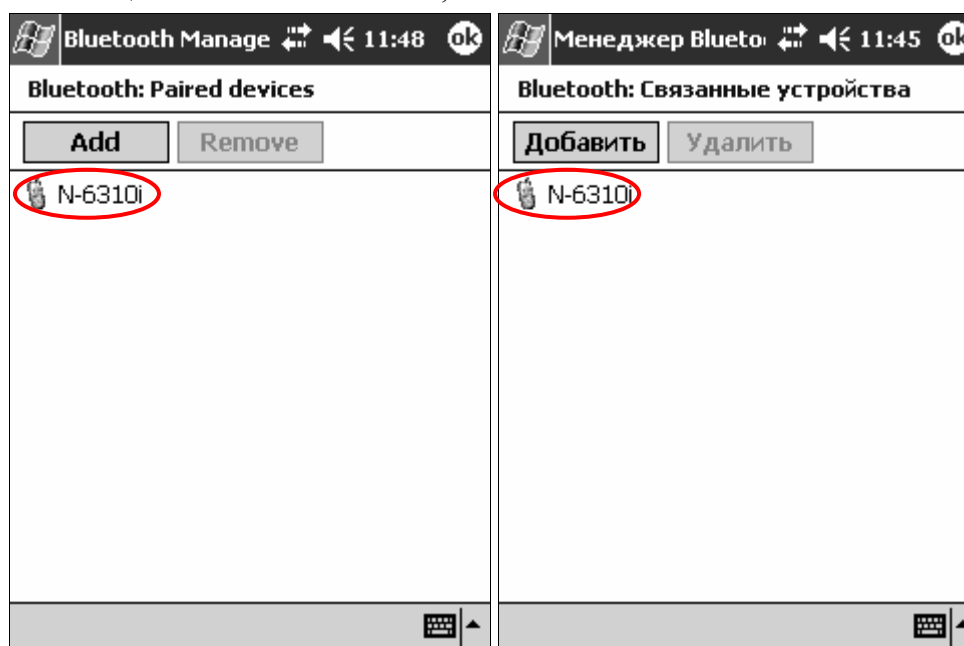 Bluetooth Manage 11:48 ok
Bluetooth: Paired devices
Add Remove
N-6310i
Менеджер Blueto 11:45 ok
Bluetooth: Связанные устройства
Добавить Удалить
N-6310i